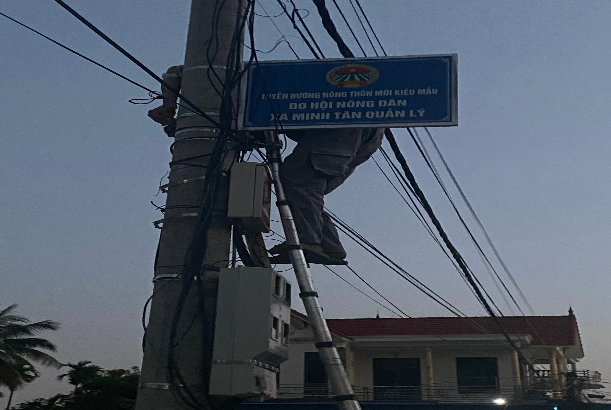 TUYẾN ĐƯỜNG NÔNG THÔN MỚI KIỂU MẪU
DO HỘI NÔNG DÂN
XÃ MINH TÂN QUẢN LÝ